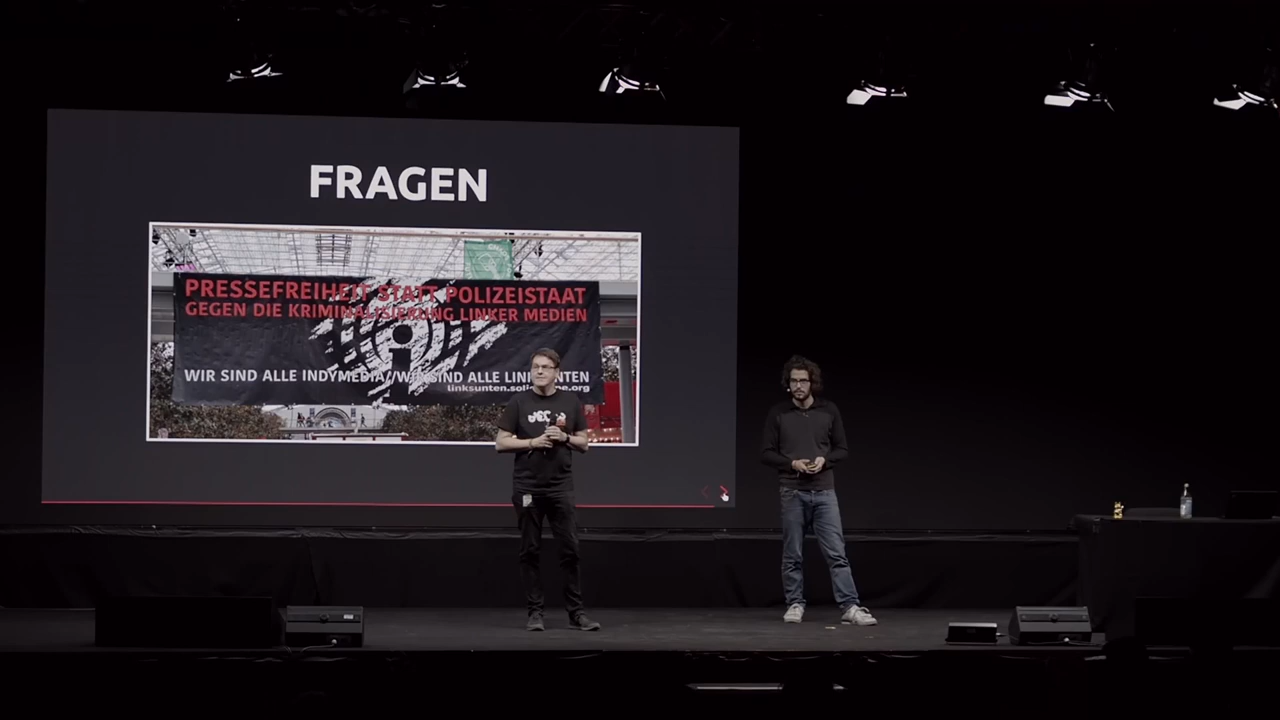 FRAGEN
PRESSEFREIHEIT STATT POLIZEISTAAT
GEGEN DIE KRIMINALISIERUNG LINKER MEDIEN
WIR SIND ALLE INDYMEDIA//WIR SIND ALLE LINKSUNTEN